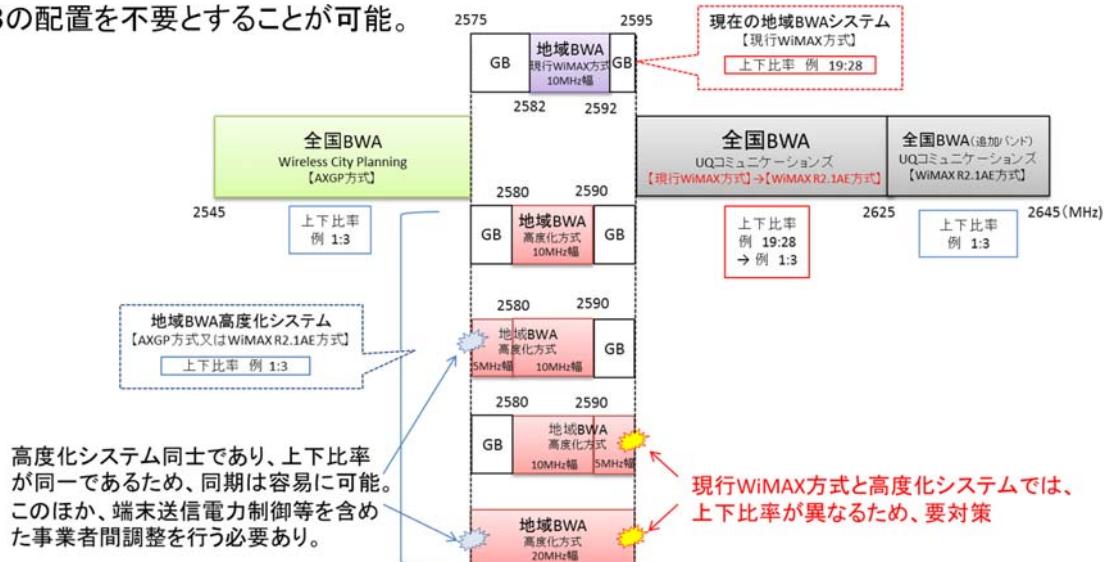 の配置を不要とすることが可能。
2575
2595
GB
地域BWA
現行WiMAX方式
10MHz幅
GB
2582
2592
現在の地域BWAシステム
【現行WiMAX方式】
上下比率 例 19:28
全国BWA
Wireless City Planning
【AXGP方式】
全国BWA
UQコミュニケーションズ
【現行WiMAX方式】→【WiMAX R2.1AE方式】
全国BWA(追加バンド)
UQコミュニケーションズ
【WiMAX R2.1AE方式】
2545
2625
2645(MHz)
上下比率
例 1:3
2580
2590
GB
地域BWA
高度化方式
10MHz幅
GB
上下比率
例 19:28
→ 例 1:3
上下比率
例 1:3
地域BWA高度化システム
【AXGP方式又はWiMAX R2.1AE方式】
上下比率 例 1:3
2580
2590
地域BWA
高度化方式
5MHz幅
10MHz幅
GB
2580
2590
GB
地域BWA
高度化方式
10MHz幅
5MHz幅
高度化システム同士であり、上下比率
が同一であるため、同期は容易に可能。
このほか、端末送信電力制御等を含め
た事業者間調整を行う必要あり。
現行WiMAX方式と高度化システムでは、
上下比率が異なるため、要対策
地域BWA
高度化方式
20MHz幅